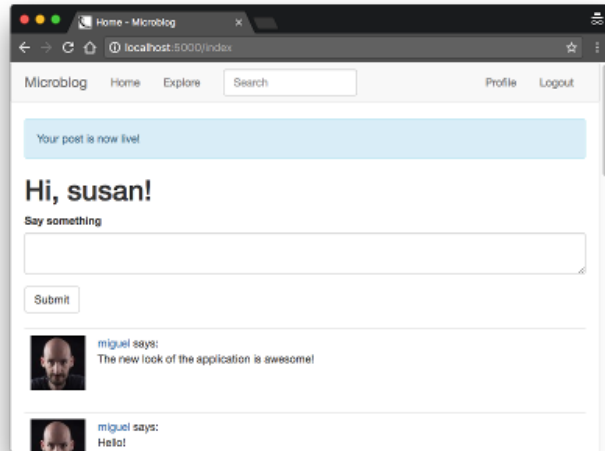 Home - Microblog
localhost:5000/index
Microblog Home Explore Search Profile Logout
Your post is now live!
Hi, susan!
Say something
Submit
miguel says:
The new look of the application is awesome!
miguel says:
Hello!